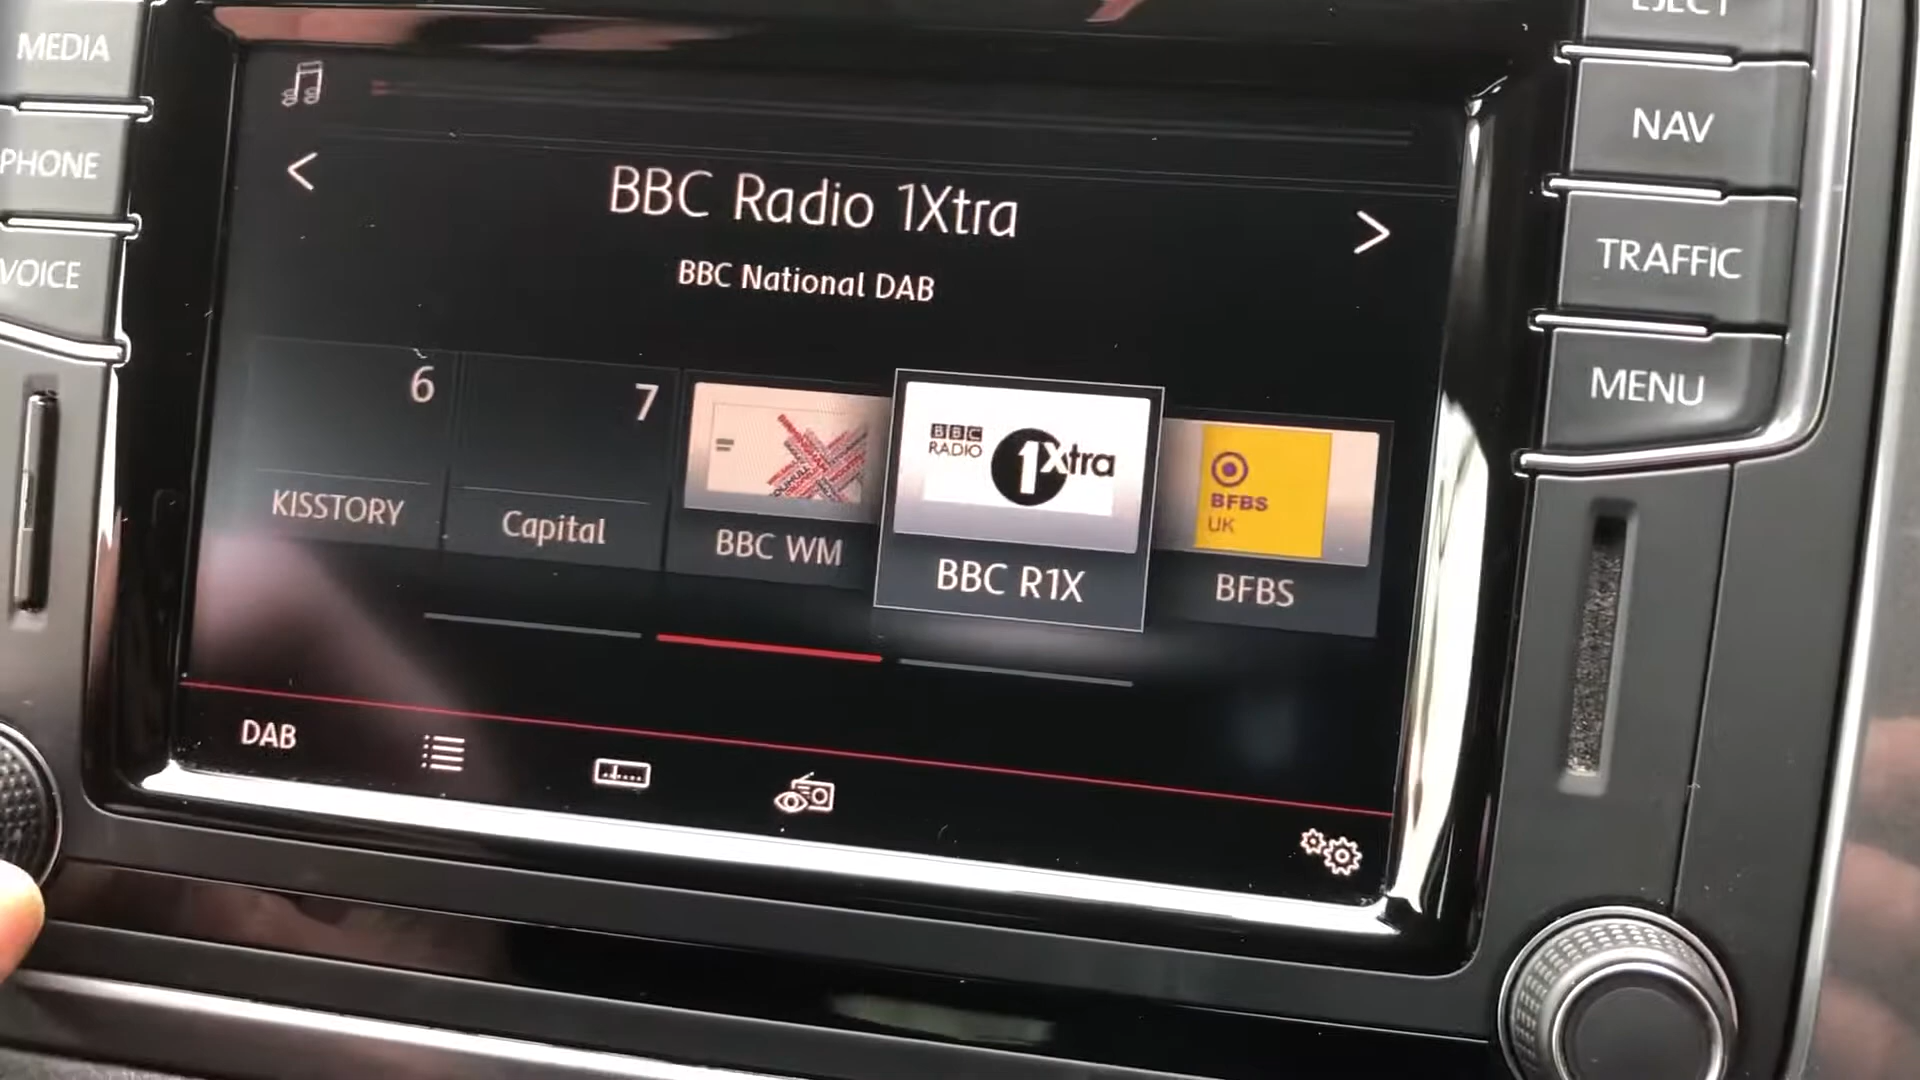 MEDIA
PHONE
VOICE
EJECT
NAV
TRAFFIC
MENU
<
BBC Radio 1Xtra
>
BBC National DAB
6
KISSTORY
7
Capital
BBC WM
BBC
RADIO
1Xtra
BBC R1X
BFBS
UK
BFBS
DAB